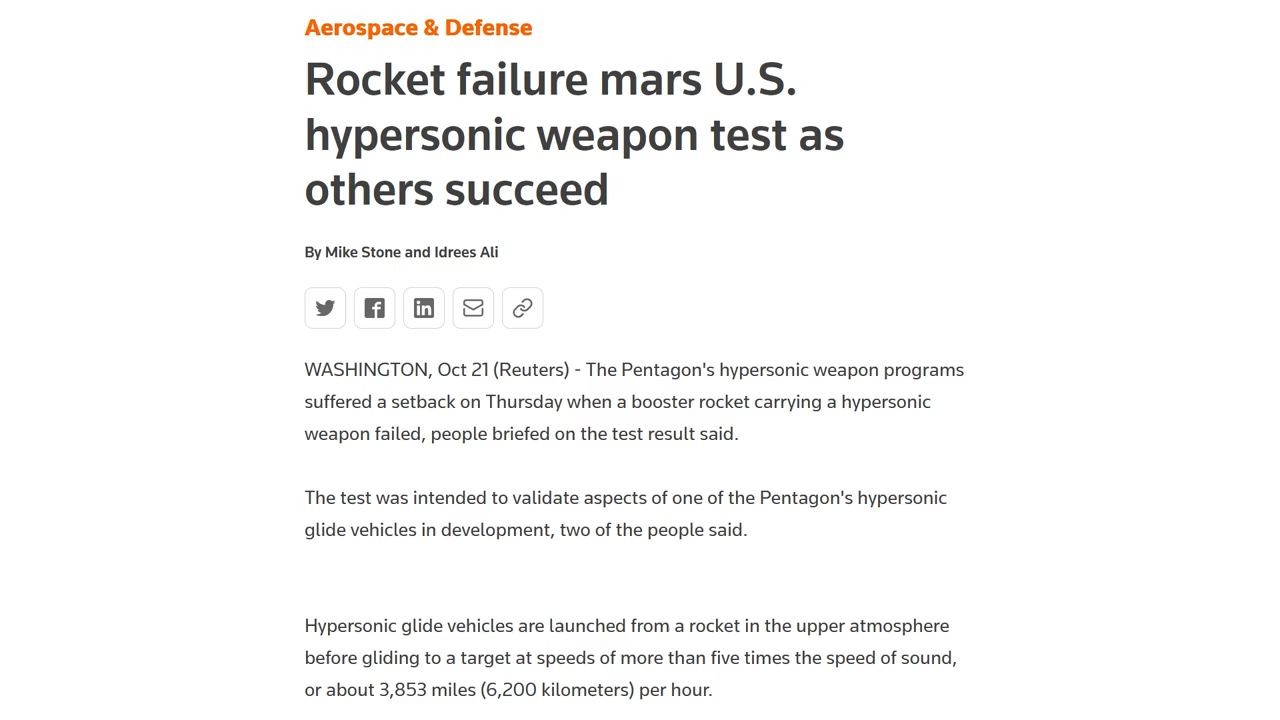 Aerospace & Defense
Rocket failure mars U.S.
hypersonic weapon test as
others succeed
By Mike Stone and Idrees Ali
WASHINGTON, Oct 21 (Reuters) - The Pentagon's hypersonic weapon programs
suffered a setback on Thursday when a booster rocket carrying a hypersonic
weapon failed, people briefed on the test result said.
The test was intended to validate aspects of one of the Pentagon's hypersonic
glide vehicles in development, two of the people said.
Hypersonic glide vehicles are launched from a rocket in the upper atmosphere
before gliding to a target at speeds of more than five times the speed of sound,
or about 3,853 miles (6,200 kilometers) per hour.